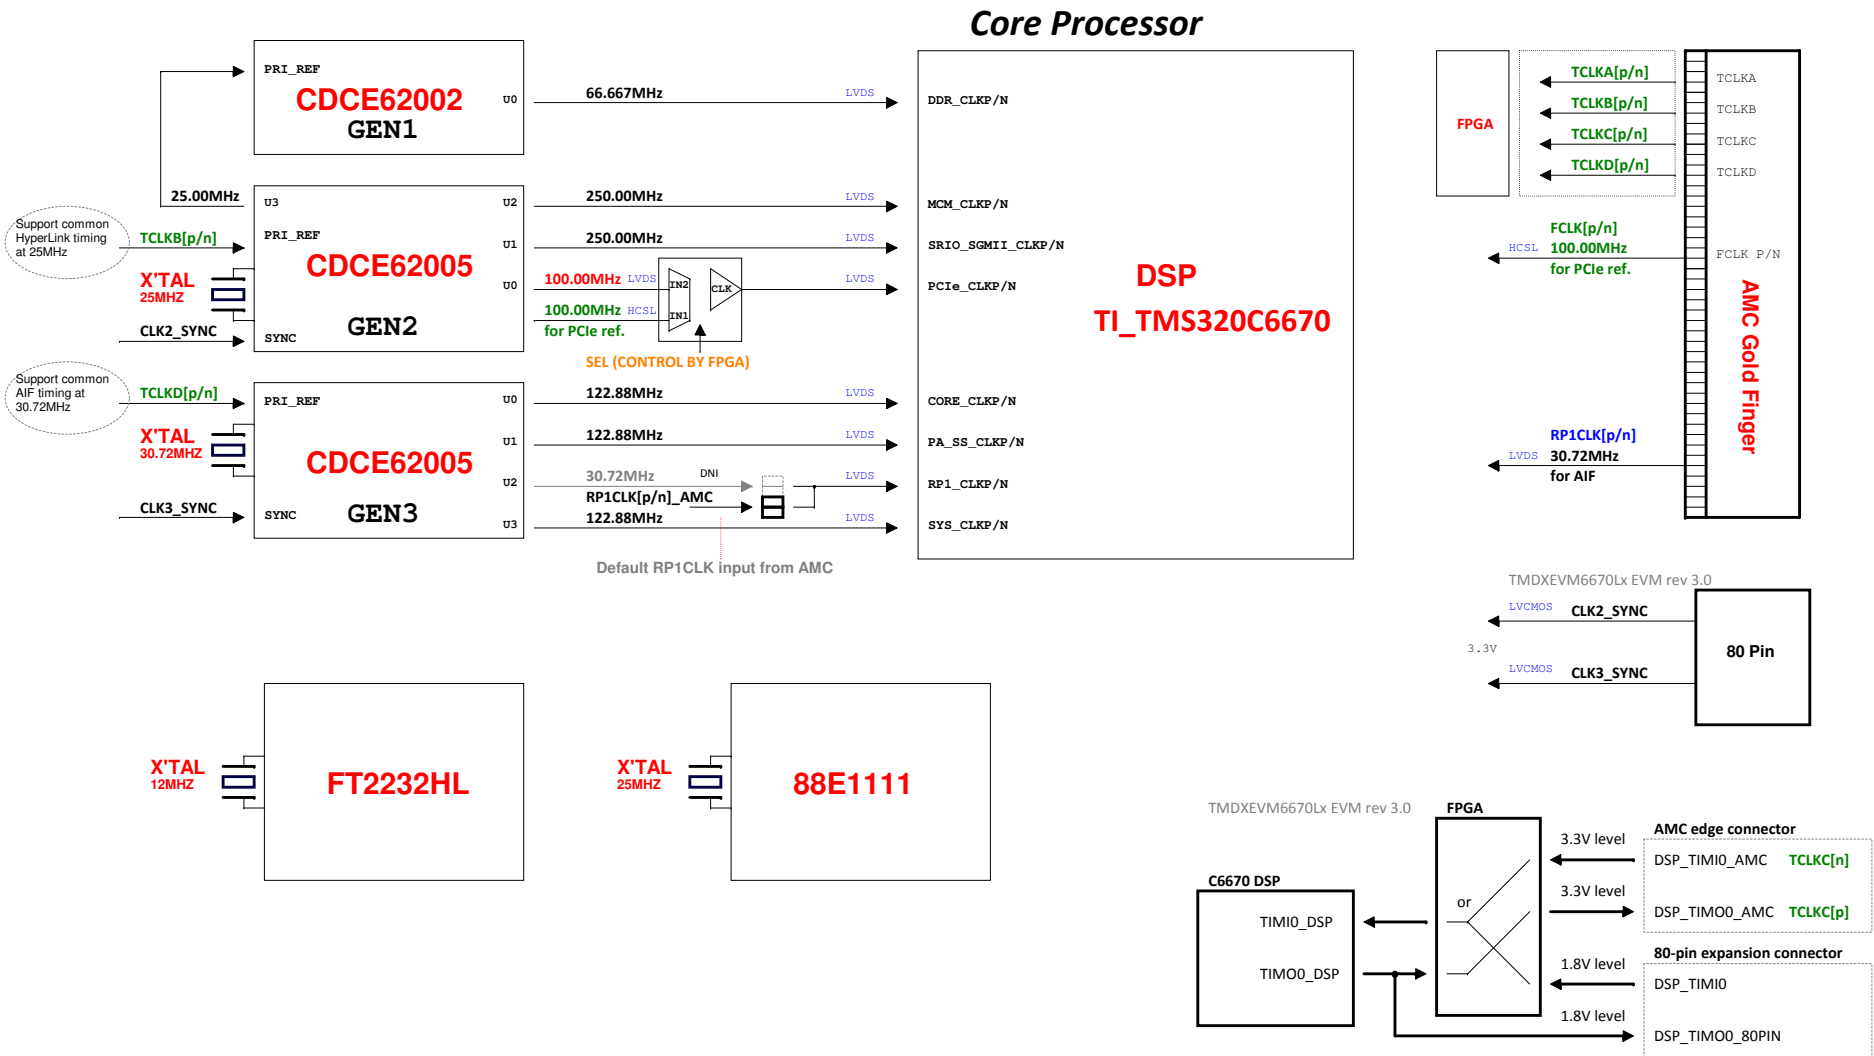 Core Processor
PRI_REF
CDCE62002
GEN1
U0
66.667MHz
LVDS
DDR_CLKP/N
25.00MHz
U3
PRI_REF
CDCE62005
GEN2
SYNC
U2
U1
U0
Support common
HyperLink timing
at 25MHz
TCLKB[p/n]
X'TAL
25MHZ
CLK2_SYNC
250.00MHz
LVDS
MCM_CLKP/N
250.00MHz
LVDS
SRIO_SGMII_CLKP/N
100.00MHz LVDS
IN2
CLK
LVDS
PCIe_CLKP/N
100.00MHz HCSL
IN1
for PCIe ref.
SEL (CONTROL BY FPGA)
DSP
TI_TMS320C6670
Support common
AIF timing at
30.72MHz
TCLKD[p/n]
X'TAL
30.72MHZ
CLK3_SYNC
PRI_REF
CDCE62005
GEN3
SYNC
U0
U1
U2
U3
122.88MHz
LVDS
CORE_CLKP/N
122.88MHz
LVDS
PA_SS_CLKP/N
30.72MHz
DNI
RP1CLK[p/n]_AMC
LVDS
RP1_CLKP/N
122.88MHz
LVDS
SYS_CLKP/N
Default RP1CLK input from AMC
FPGA
TCLKA[p/n]
TCLKB[p/n]
TCLKC[p/n]
TCLKD[p/n]
TCLKA
TCLKB
TCLKC
TCLKD
FCLK[p/n]
HCSL 100.00MHz
for PCIe ref.
FCLK P/N
AMC Gold Finger
RP1CLK[p/n]
LVDS 30.72MHz
for AIF
TMDXEVM6670Lx EVM rev 3.0
LVCMOS CLK2_SYNC
3.3V
LVCMOS CLK3_SYNC
80 Pin
X'TAL
12MHZ
FT2232HL
X'TAL
25MHZ
88E1111
TMDXEVM6670Lx EVM rev 3.0
FPGA
or
C6670 DSP
TIMI0_DSP
TIMO0_DSP
AMC edge connector
3.3V level
DSP_TIMI0_AMC TCLKC[n]
3.3V level
DSP_TIMO0_AMC TCLKC[p]
80-pin expansion connector
1.8V level
DSP_TIMI0
1.8V level
DSP_TIMO0_80PIN